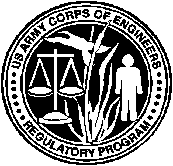 US ARMY CORPS OF ENGINEERS
REGULATORY PROGRAM